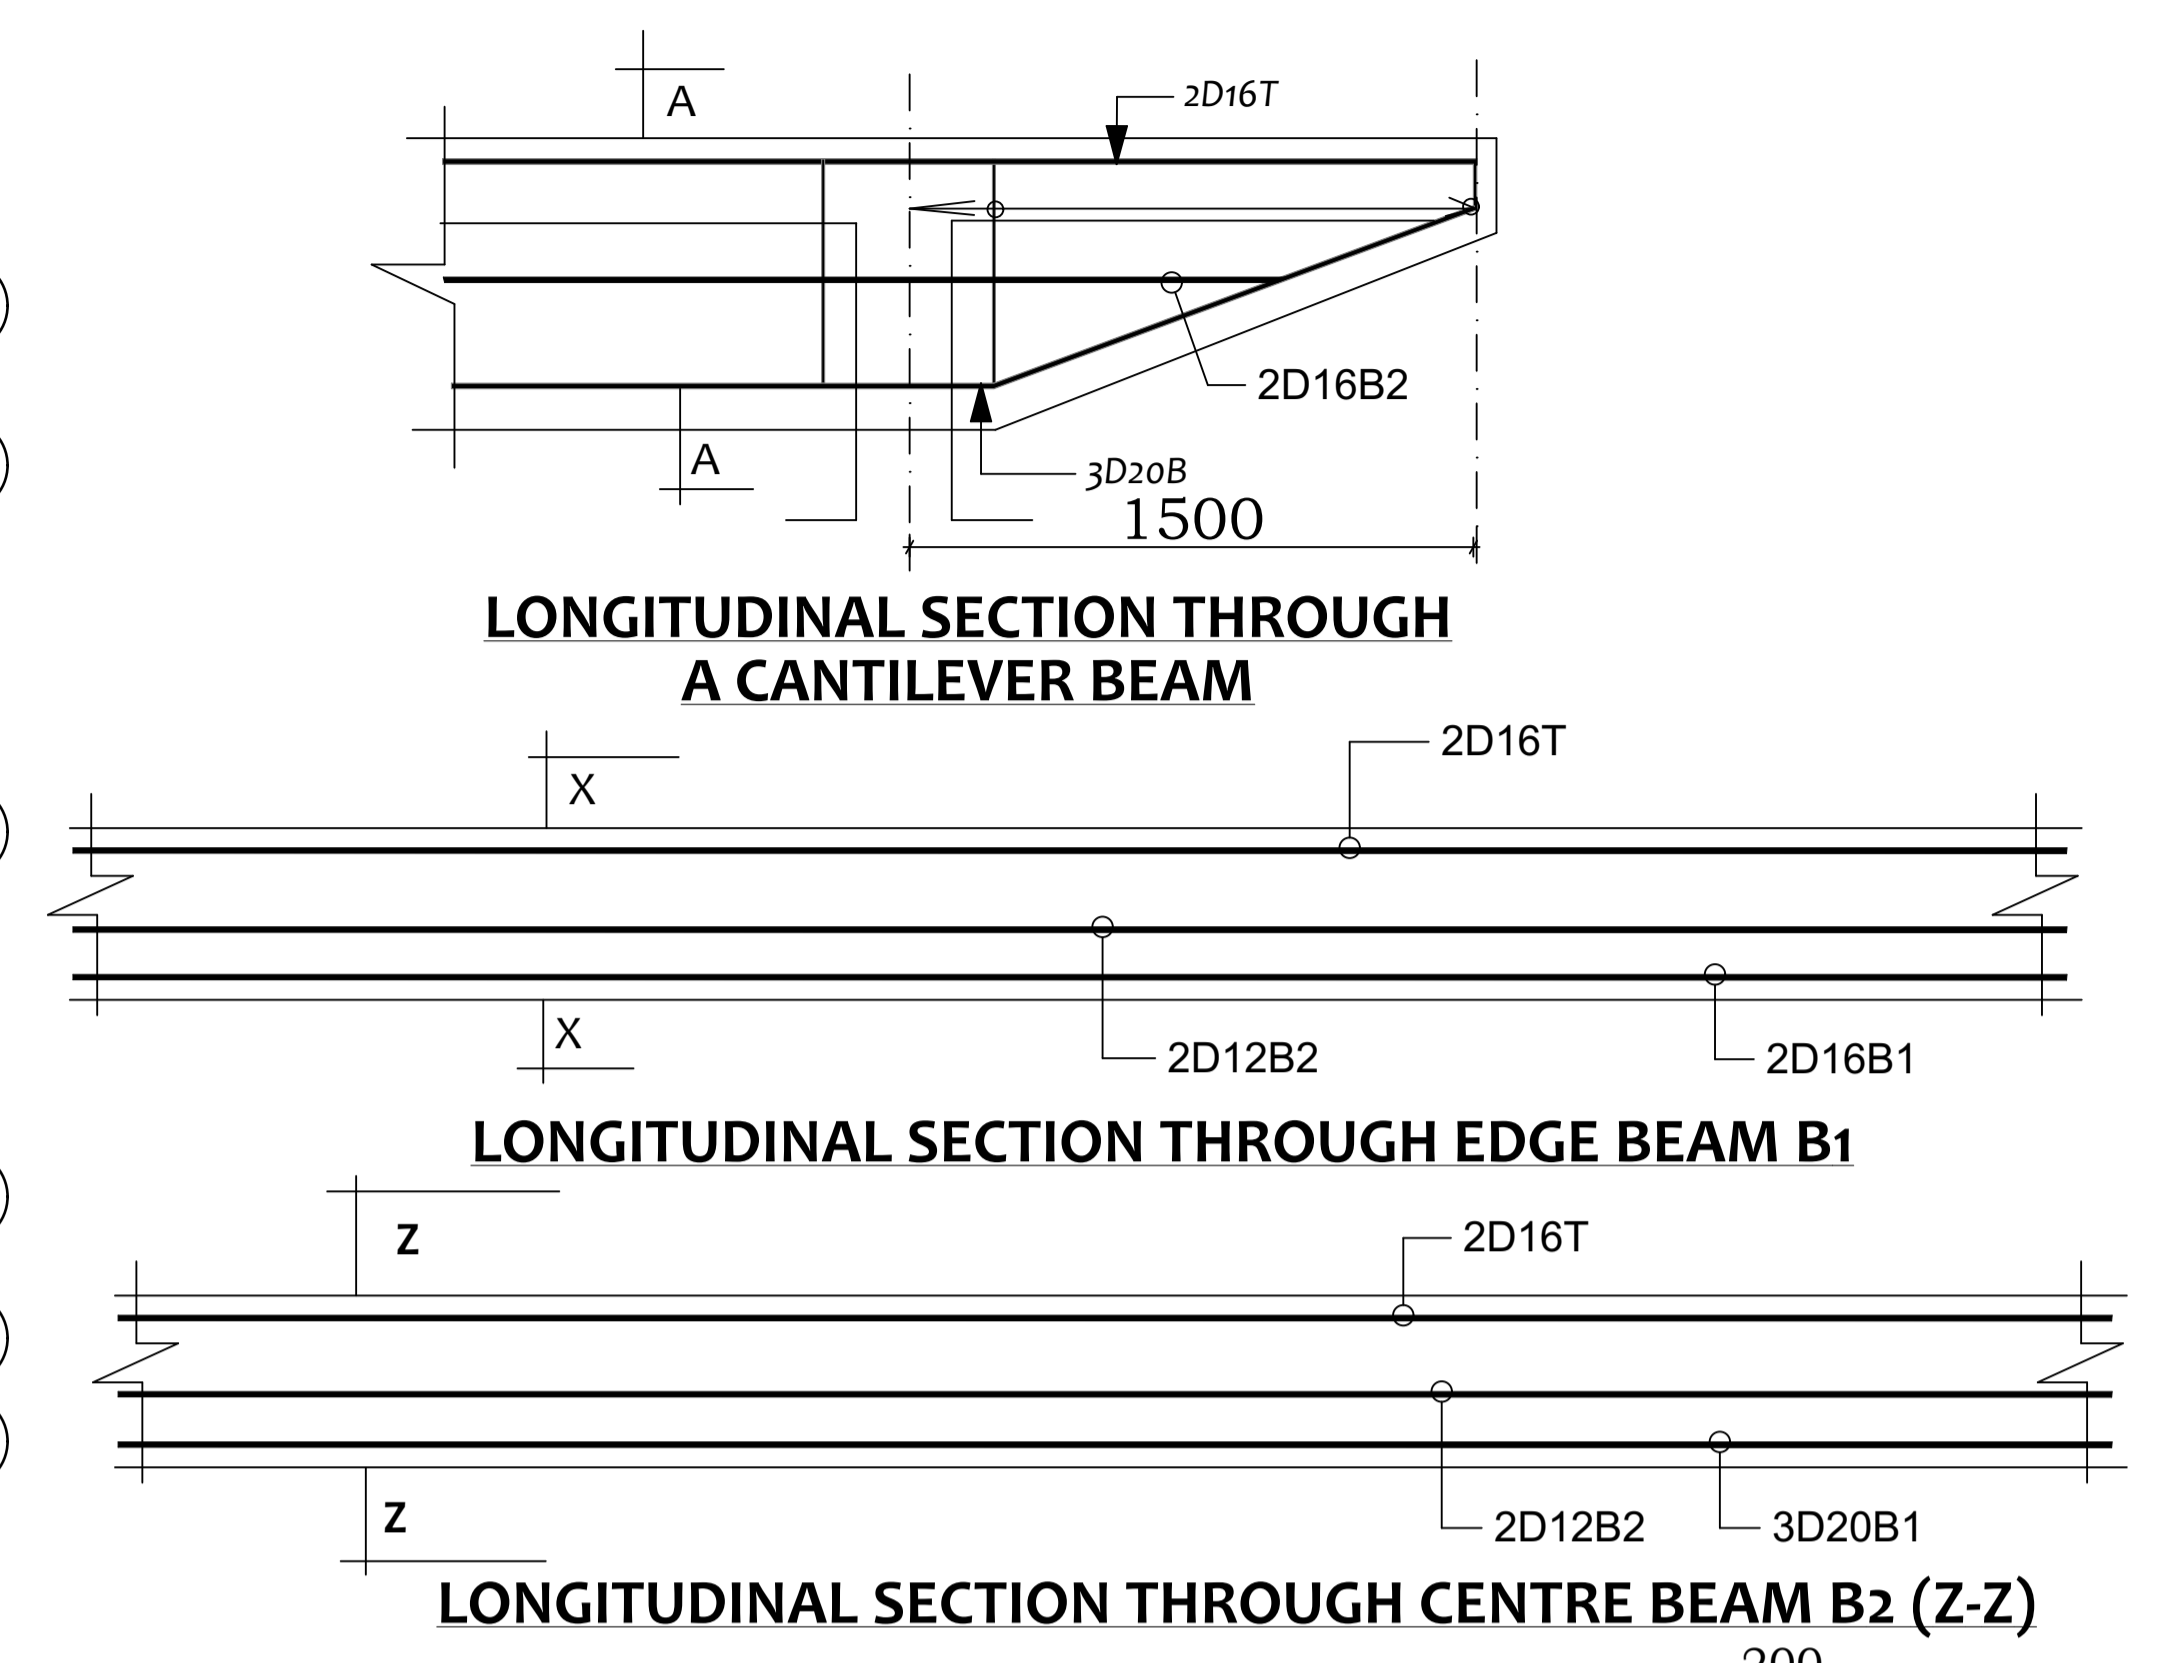 A
2D16T
2D16B2
A
3D20B
1500
LONGITUDINAL SECTION THROUGH
A CANTILEVER BEAM
2D16T
X
X
2D12B2
2D16B1
LONGITUDINAL SECTION THROUGH EDGE BEAM B1
Z
2D16T
Z
2D12B2
3D20B1
LONGITUDINAL SECTION THROUGH CENTRE BEAM B2 (Z-Z)